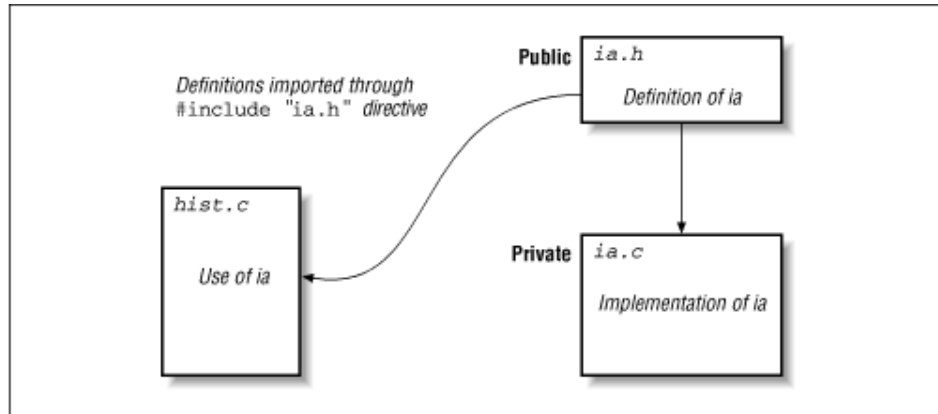 Public
ia.h
Definition of ia
Definitions imported through
#include "ia.h" directive
hist.c
Use of ia
Private
ia.c
Implementation of ia